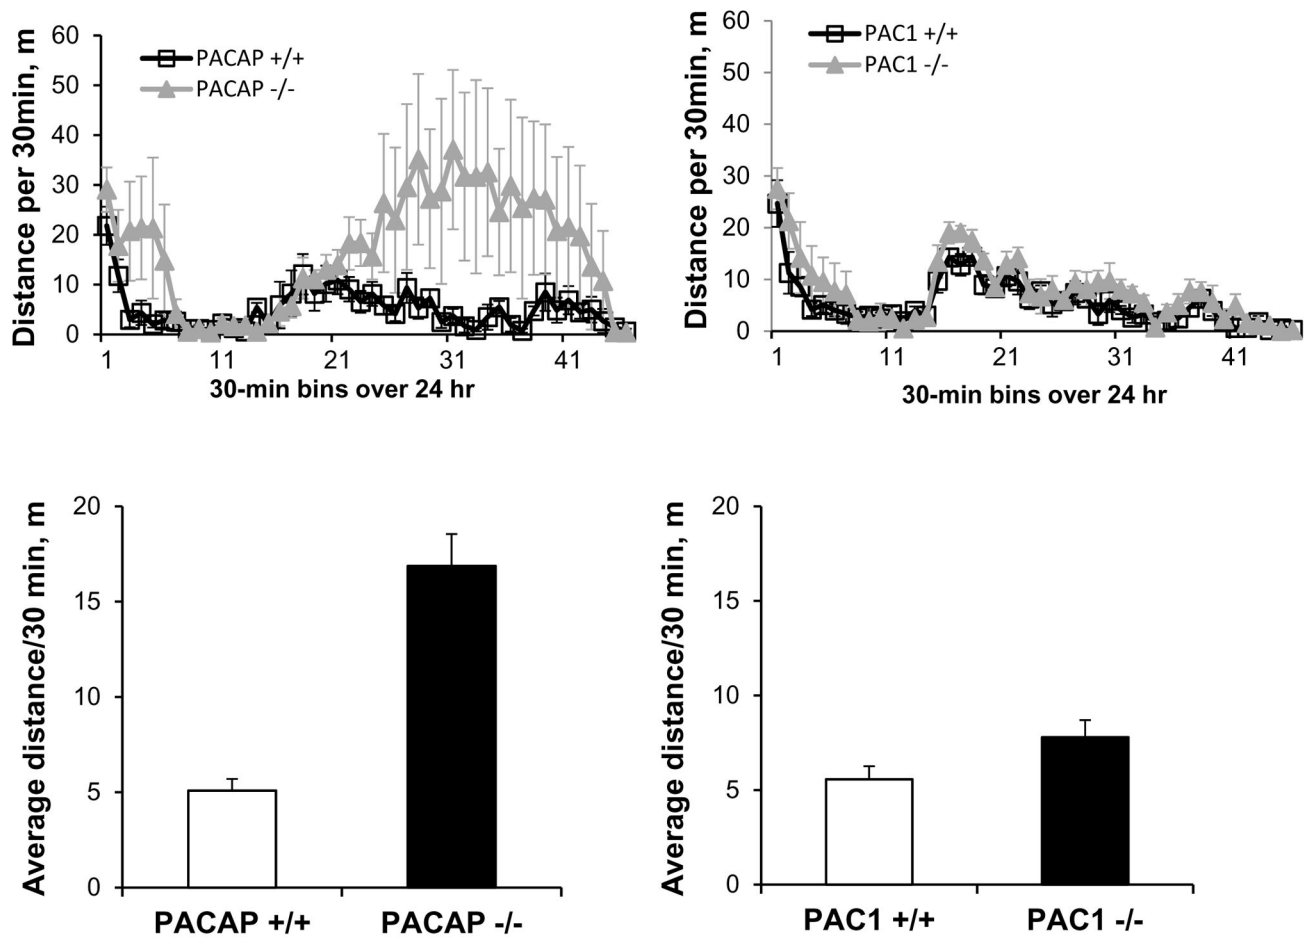 Distance per 30min, m
60
50
40
30
20
10
0
PACAP +/+
PACAP -/-
1 11 21 31 41
30-min bins over 24 hr
Distance per 30min, m
60
50
40
30
20
10
0
PAC1 +/+
PAC1 -/-
1 11 21 31 41
30-min bins over 24 hr
Average distance/30 min, m
20
15
10
5
0
PACAP +/+ PACAP -/-
Average distance/30 min, m
20
15
10
5
0
PAC1 +/+ PAC1 -/-